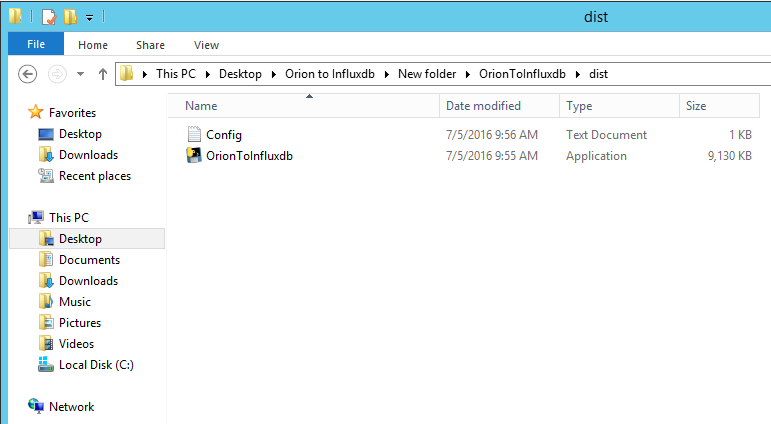 dist
File Home Share View
This PC Desktop Orion to Influxdb New folder OrionToInfluxdb dist
Name Date modified Type Size
Favorites
Desktop
Downloads
Recent places
This PC
Desktop
Documents
Downloads
Music
Pictures
Videos
Local Disk (C:)
Network
Config 7/5/2016 9:56 AM Text Document 1 KB
OrionToInfluxdb 7/5/2016 9:55 AM Application 9,130 KB